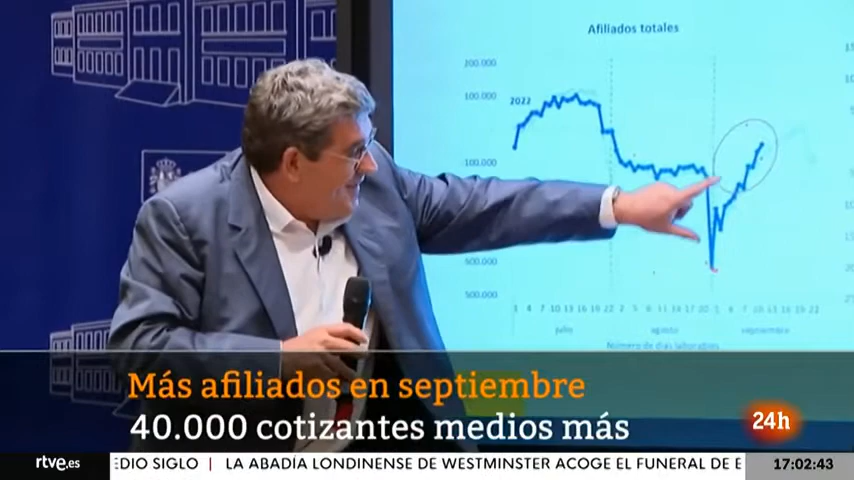 Afiliados totales
200.000
100.000
2022
100.000
500.000
julio
agosto
septiembre
Número de días laborables
Más afiliados en septiembre
40.000 cotizantes medios más
24h
rtve.es
EDIO SIGLO | LA ABADÍA LONDINENSE DE WESTMINSTER ACOGE EL FUNERAL DE E
17:02:43